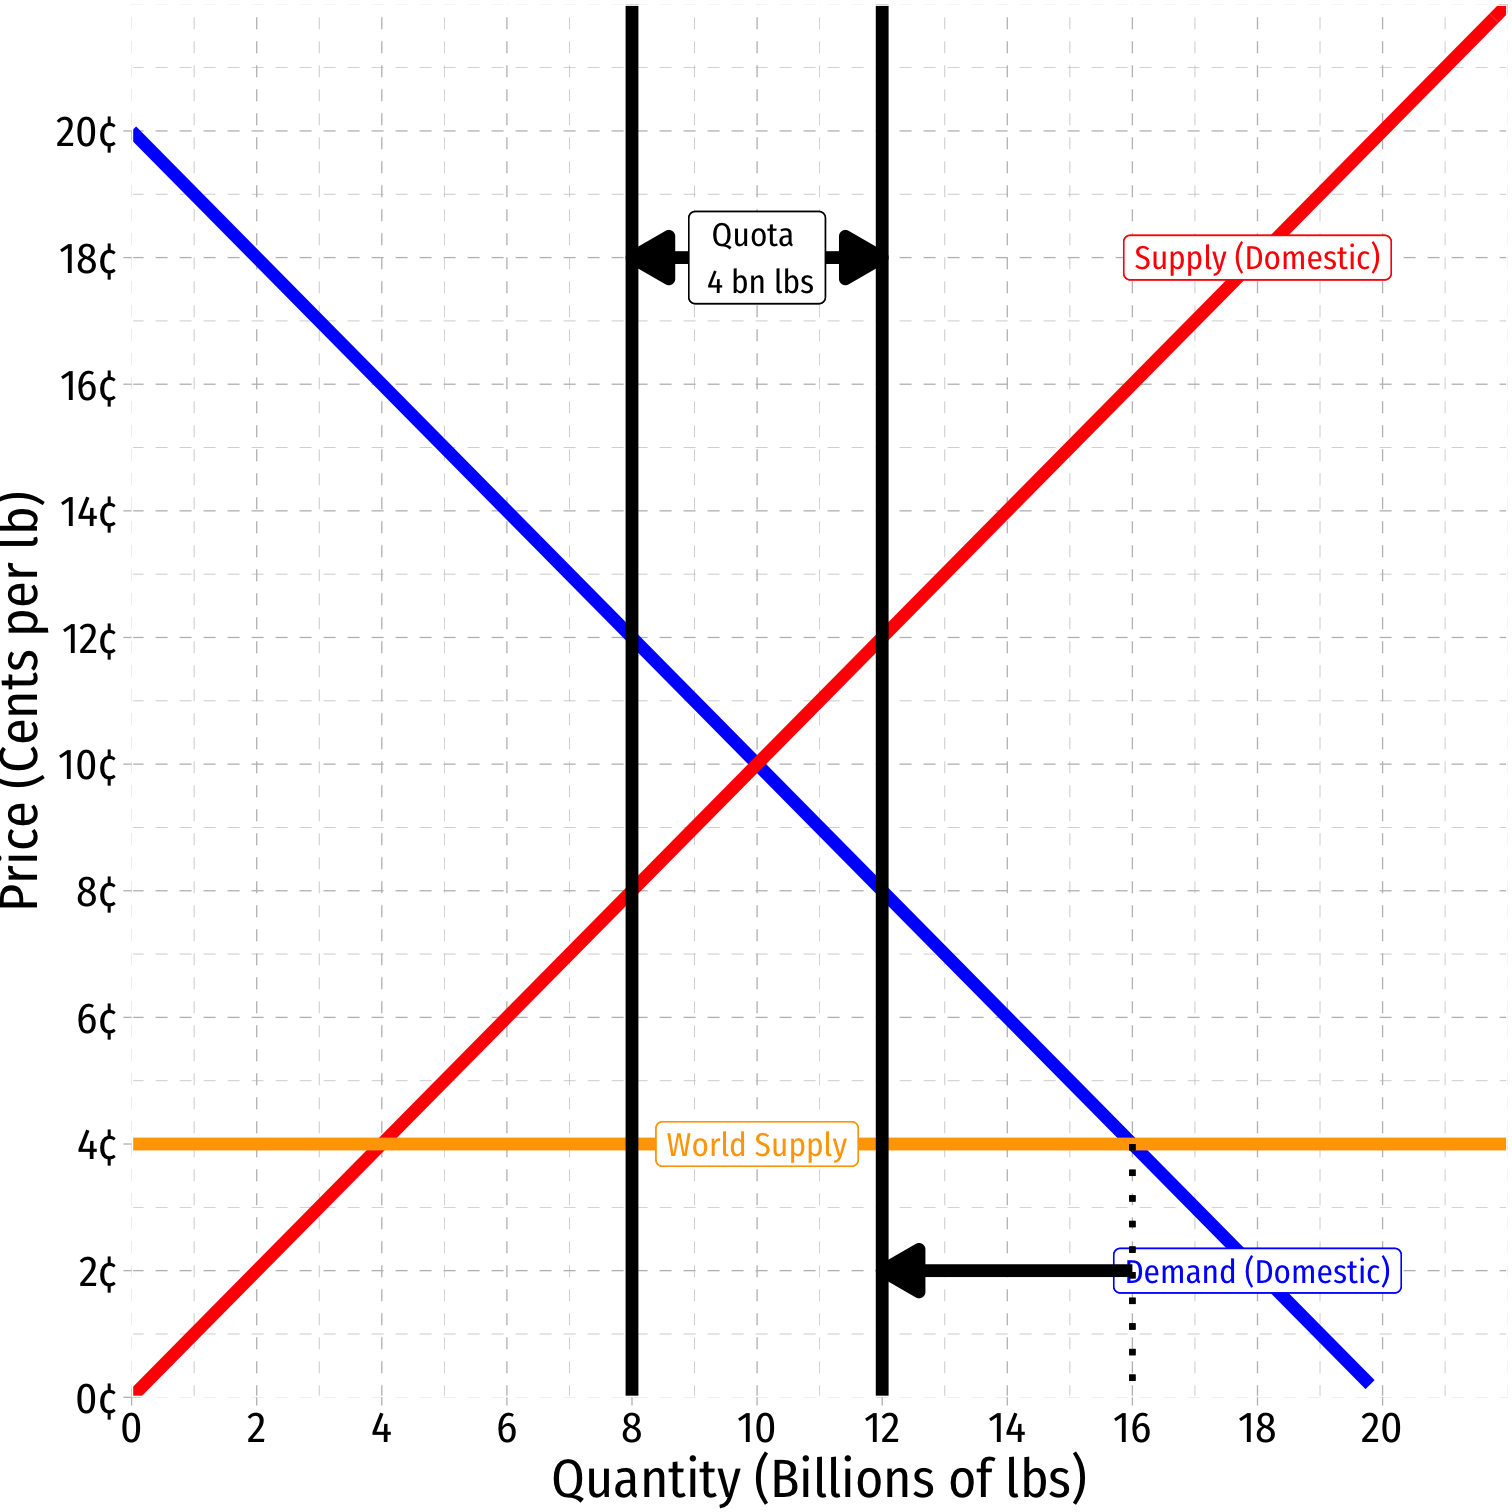 20¢
18¢
16¢
14¢
12¢
10¢
8¢
6¢
4¢
2¢
0¢
Price (Cents per lb)
Quota
4 bn lbs
Supply (Domestic)
World Supply
Demand (Domestic)
0 2 4 6 8 10 12 14 16 18 20
Quantity (Billions of lbs)